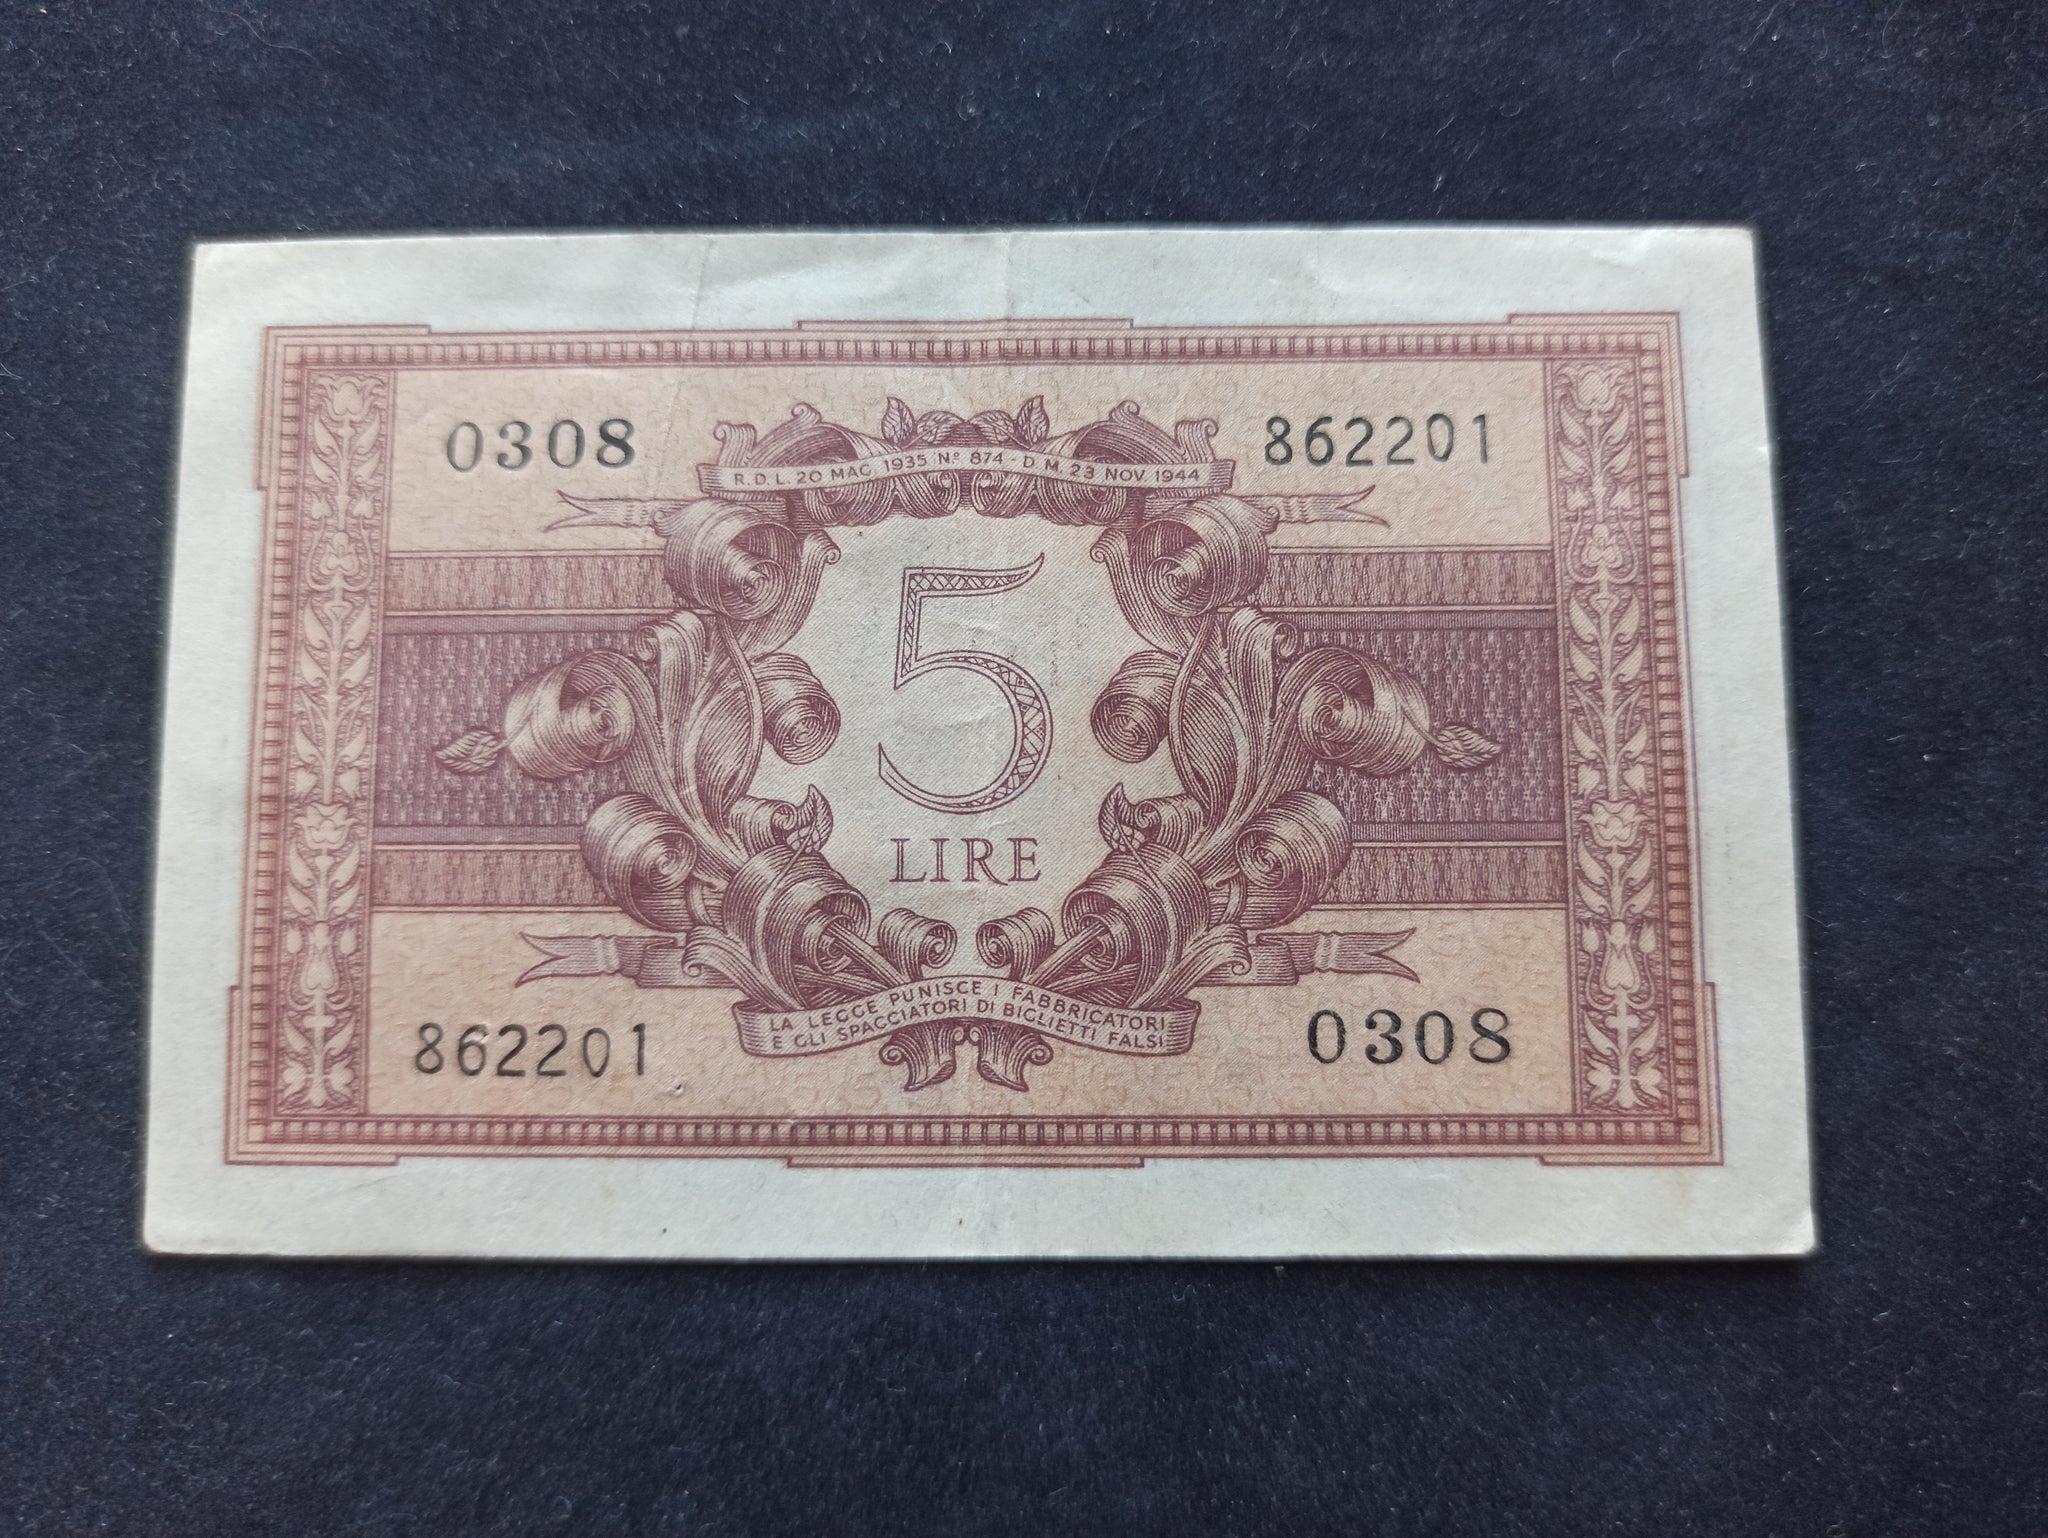 0308
862201
R.D.L. 20 MAG. 1935 Nº 874 - D.M. 23 NOV. 1944
5
LIRE
LA LEGGE PUNISCE I FABBRICATORI
E GLI SPACCIATORI DI BIGLIETTI FALSI
862201
0308